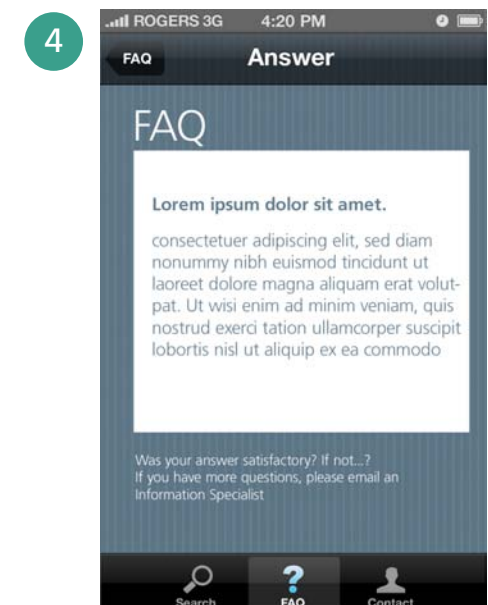 4
ROGERS 3G 4:20 PM
FAQ Answer
FAQ
Lorem ipsum dolor sit amet.
consectetuer adipiscing elit, sed diam
nonummy nibh euismod tincidunt ut
laoreet dolore magna aliquam erat volut-
pat. Ut wisi enim ad minim veniam, quis
nostrud exerci tation ullamcorper suscipit
lobortis nisl ut aliquip ex ea commodo
Was your answer satisfactory? If not...?
If you have more questions, please email an
Information Specialist
? 
Search FAQ Contact